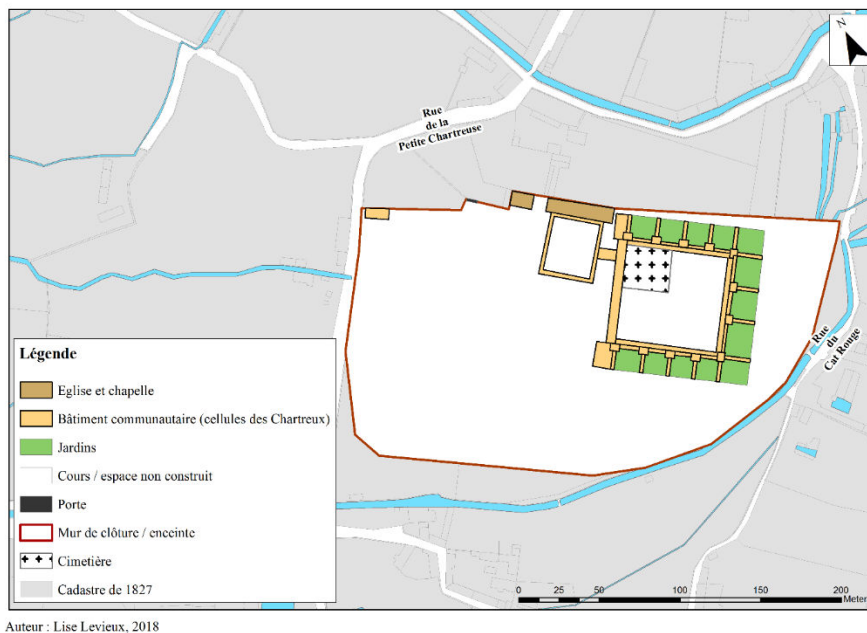 N
Rue
de la
Petite Chartreuse
Rue
du
Cat Rouge
Légende
Eglise et chapelle
Bâtiment communautaire (cellules des Chartreux)
Jardins
Cours / espace non construit
Porte
Mur de clôture / enceinte
Cimetière
Cadastre de 1827
0 25 50 100 150 200
Meter
Auteur : Lise Levieux, 2018